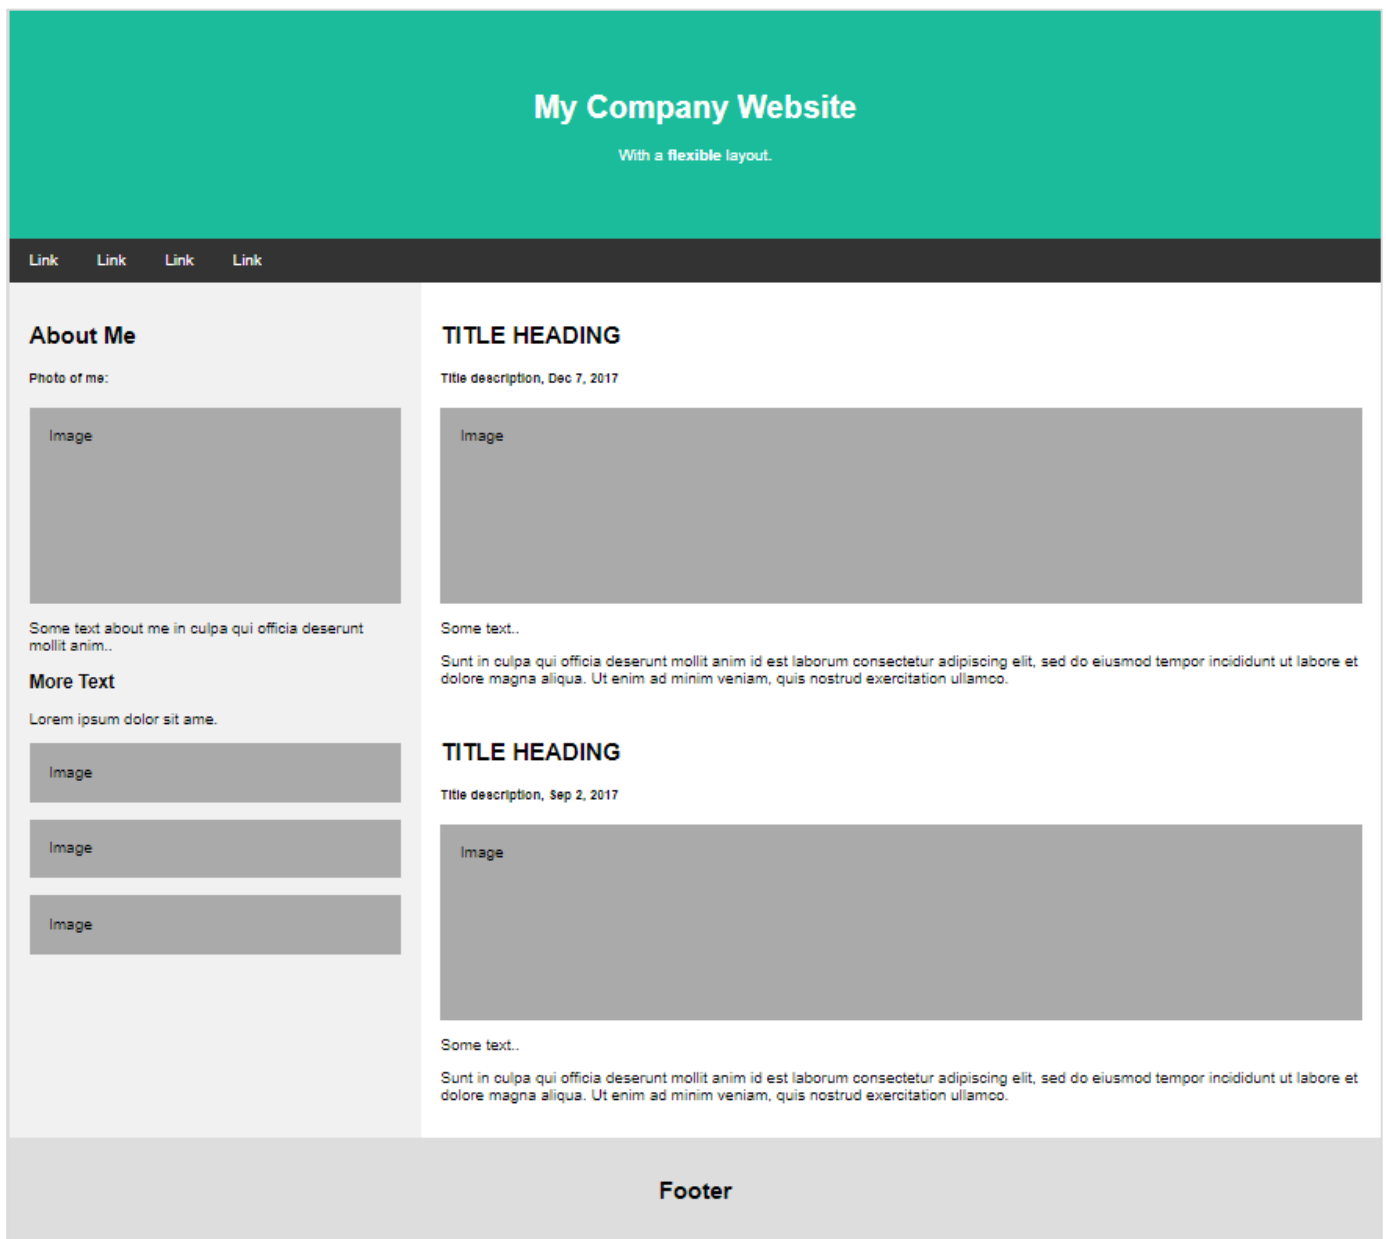 My Company Website
With a flexible layout.
Link Link Link Link
About Me
Photo of me:
Image
Some text about me in culpa qui officia deserunt
mollit anim..
More Text
Lorem ipsum dolor sit ame.
Image
Image
Image
TITLE HEADING
Title description, Dec 7, 2017
Image
Some text..
Sunt in culpa qui officia deserunt mollit anim id est laborum consectetur adipiscing elit, sed do eiusmod tempor incididunt ut labore et
dolore magna aliqua. Ut enim ad minim veniam, quis nostrud exercitation ullamco.
TITLE HEADING
Title description, Sep 2, 2017
Image
Some text..
Sunt in culpa qui officia deserunt mollit anim id est laborum consectetur adipiscing elit, sed do eiusmod tempor incididunt ut labore et
dolore magna aliqua. Ut enim ad minim veniam, quis nostrud exercitation ullamco.
Footer